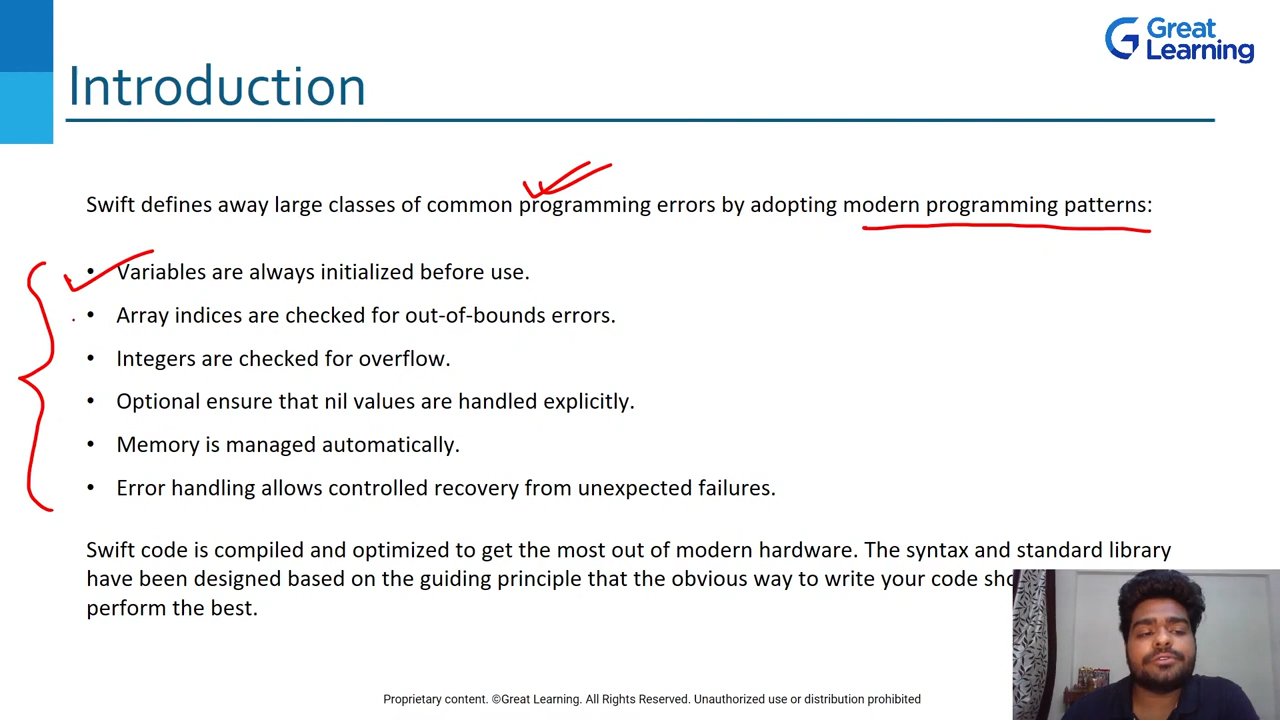 Great
Learning
Introduction
Swift defines away large classes of common programming errors by adopting modern programming patterns:
• Variables are always initialized before use.
• Array indices are checked for out-of-bounds errors.
• Integers are checked for overflow.
• Optional ensure that nil values are handled explicitly.
• Memory is managed automatically.
• Error handling allows controlled recovery from unexpected failures.
Swift code is compiled and optimized to get the most out of modern hardware. The syntax and standard library
have been designed based on the guiding principle that the obvious way to write your code
perform the best.
Proprietary content. ©Great Learning. All Rights Reserved. Unauthorized use or distribution prohibited